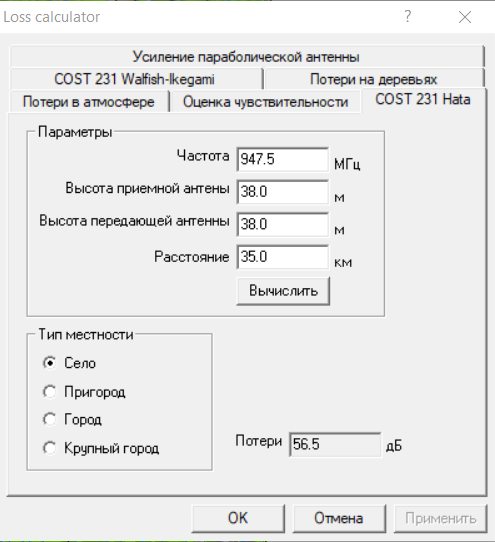 Loss calculator
Усиление параболической антенны
COST 231 Walfish-Ikegami
Потери на деревьях
Потери в атмосфере
Оценка чувствительности
COST 231 Hata
Параметры
Частота 947.5 МГц
Высота приемной антены 38.0 м
Высота передающей антенны 38.0 м
Расстояние 35.0 км
Вычислить
Тип местности
Село
Пригород
Город
Крупный город
Потери 56.5 дБ
OK
Отмена
Применить